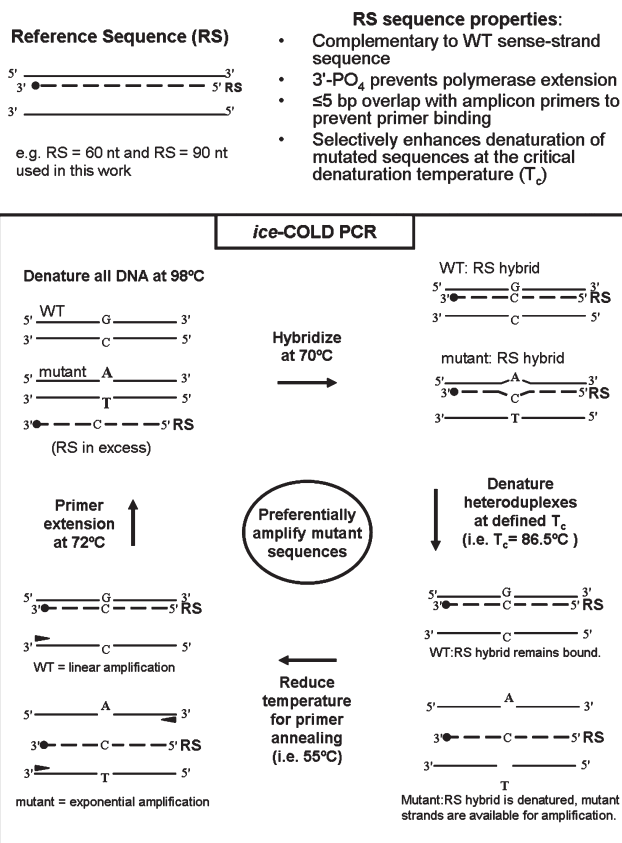 Reference Sequence (RS)
5' 3'
3' 5' RS
3' 5'
e.g. RS = 60 nt and RS = 90 nt
used in this work
RS sequence properties:
• Complementary to WT sense-strand
sequence
• 3'-PO4 prevents polymerase extension
• ≤5 bp overlap with amplicon primers to
prevent primer binding
• Selectively enhances denaturation of
mutated sequences at the critical
denaturation temperature (Tc)
ice-COLD PCR
Denature all DNA at 98ºC
WT
5' G 3'
3' C 5'
mutant
5' A 3'
3' T 5'
3' C 5' RS
(RS in excess)
Hybridize
at 70ºC
WT: RS hybrid
5' G 3'
3' C 5' RS
3' C 5'
mutant: RS hybrid
5' A 3'
3' C 5' RS
3' T 5'
Denature
heteroduplexes
at defined Tc
(i.e. Tc= 86.5ºC )
5' G 3'
3' C 5' RS
3' C 5'
WT:RS hybrid remains bound.
5' A 3'
3' C 5' RS
3' 5'
T
Mutant:RS hybrid is denatured, mutant
strands are available for amplification.
Reduce
temperature
for primer
annealing
(i.e. 55ºC)
5' G 3'
3' C 5' RS
3' C 5'
WT = linear amplification
5' A 3'
3' C 5' RS
3' T 5'
mutant = exponential amplification
Primer
extension
at 72ºC
Preferentially
amplify mutant
sequences